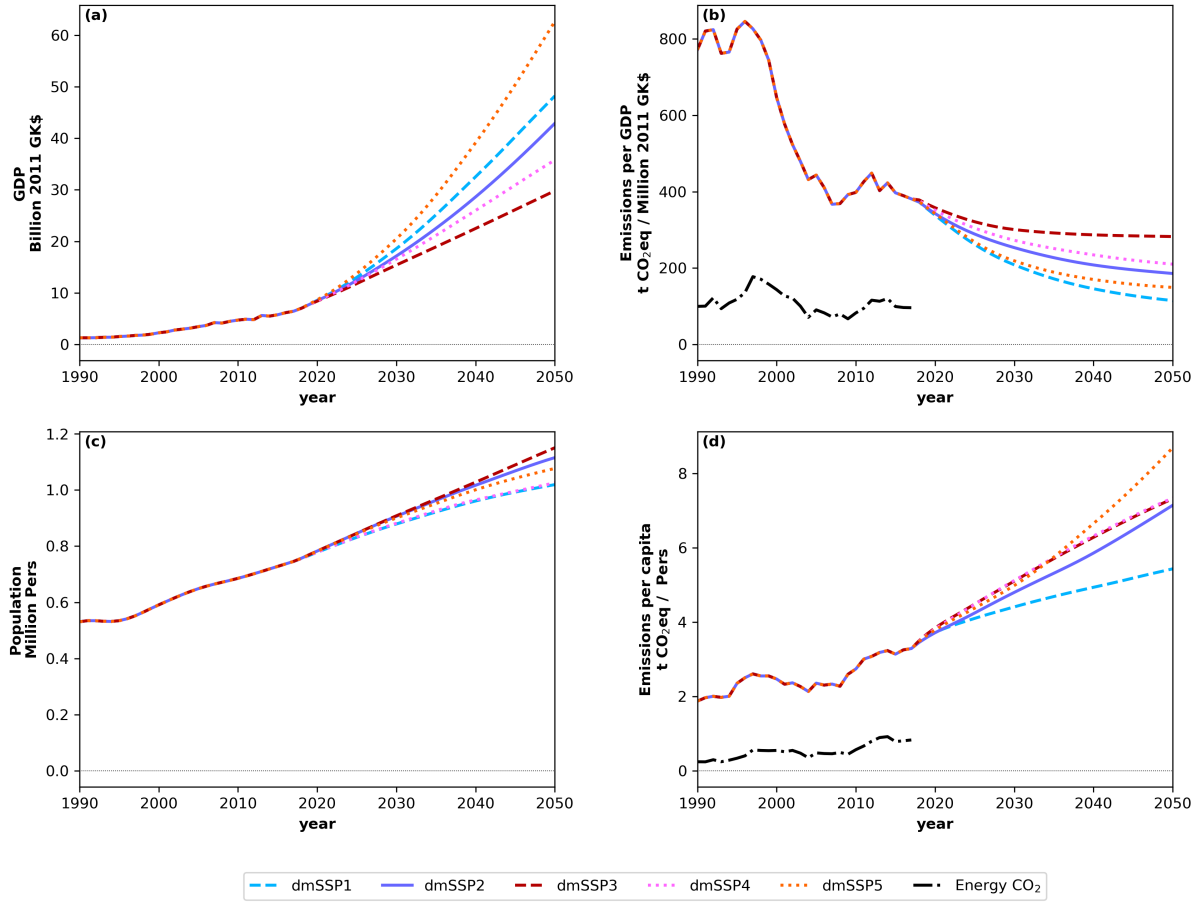 (a)
60
50
40
30
20
10
0
GDP
Billion 2011 GK$
1990 2000 2010 2020 2030 2040 2050
year
(b)
800
600
400
200
0
Emissions per GDP
t CO₂eq / Million 2011 GK$
1990 2000 2010 2020 2030 2040 2050
year
(c)
1.2
1.0
0.8
0.6
0.4
0.2
0.0
Population
Million Pers
1990 2000 2010 2020 2030 2040 2050
year
(d)
8
6
4
2
0
Emissions per capita
t CO₂eq / Pers
1990 2000 2010 2020 2030 2040 2050
year
dmSSP1 dmSSP2 dmSSP3 dmSSP4 dmSSP5 Energy CO₂